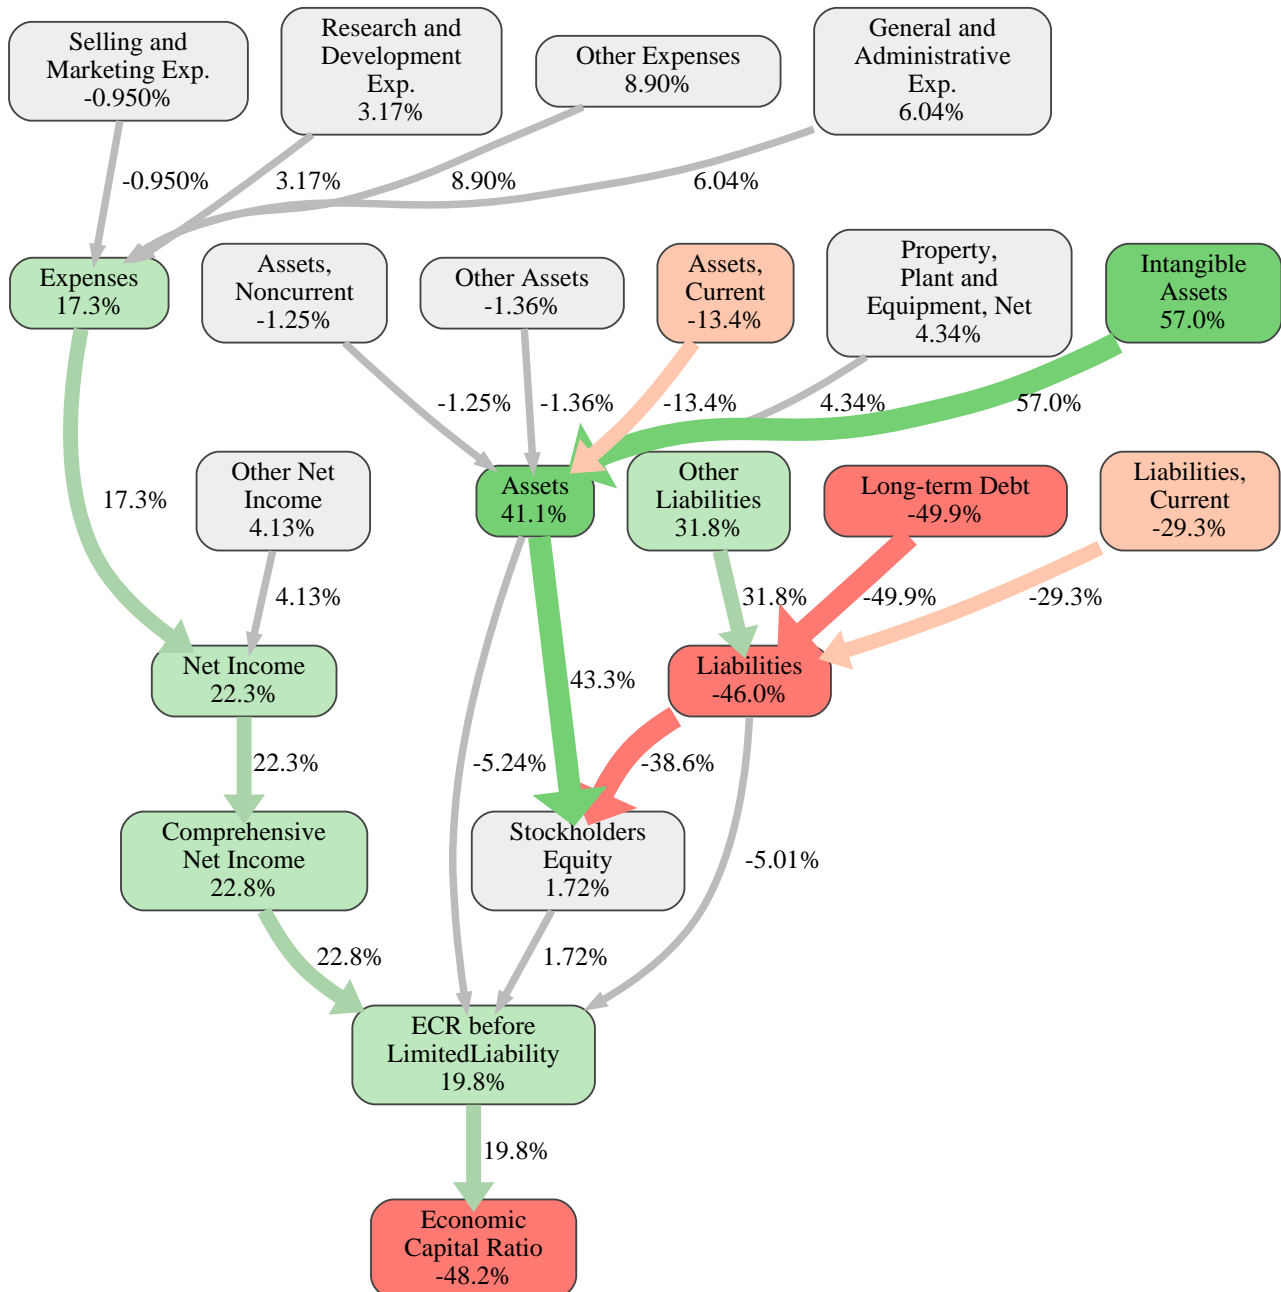 Selling and
Marketing Exp.
-0.950%
Research and
Development
Exp.
3.17%
Other Expenses
8.90%
General and
Administrative
Exp.
6.04%
-0.950%
3.17%
8.90%
6.04%
Expenses
17.3%
Assets,
Noncurrent
-1.25%
Other Assets
-1.36%
Assets,
Current
-13.4%
Property,
Plant and
Equipment, Net
4.34%
Intangible
Assets
57.0%
-1.25%
-1.36%
-13.4%
4.34%
57.0%
17.3%
Other Net
Income
4.13%
Assets
41.1%
Other
Liabilities
31.8%
Long-term Debt
-49.9%
Liabilities,
Current
-29.3%
4.13%
31.8%
-49.9%
-29.3%
Net Income
22.3%
43.3%
Liabilities
-46.0%
22.3%
-5.24%
-38.6%
Comprehensive
Net Income
22.8%
Stockholders
Equity
1.72%
-5.01%
22.8%
1.72%
ECR before
LimitedLiability
19.8%
19.8%
Economic
Capital Ratio
-48.2%